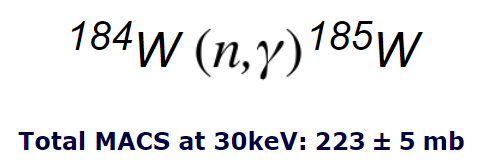 ¹⁸⁴W (n,γ)¹⁸⁵W
Total MACS at 30keV: 223 ± 5 mb